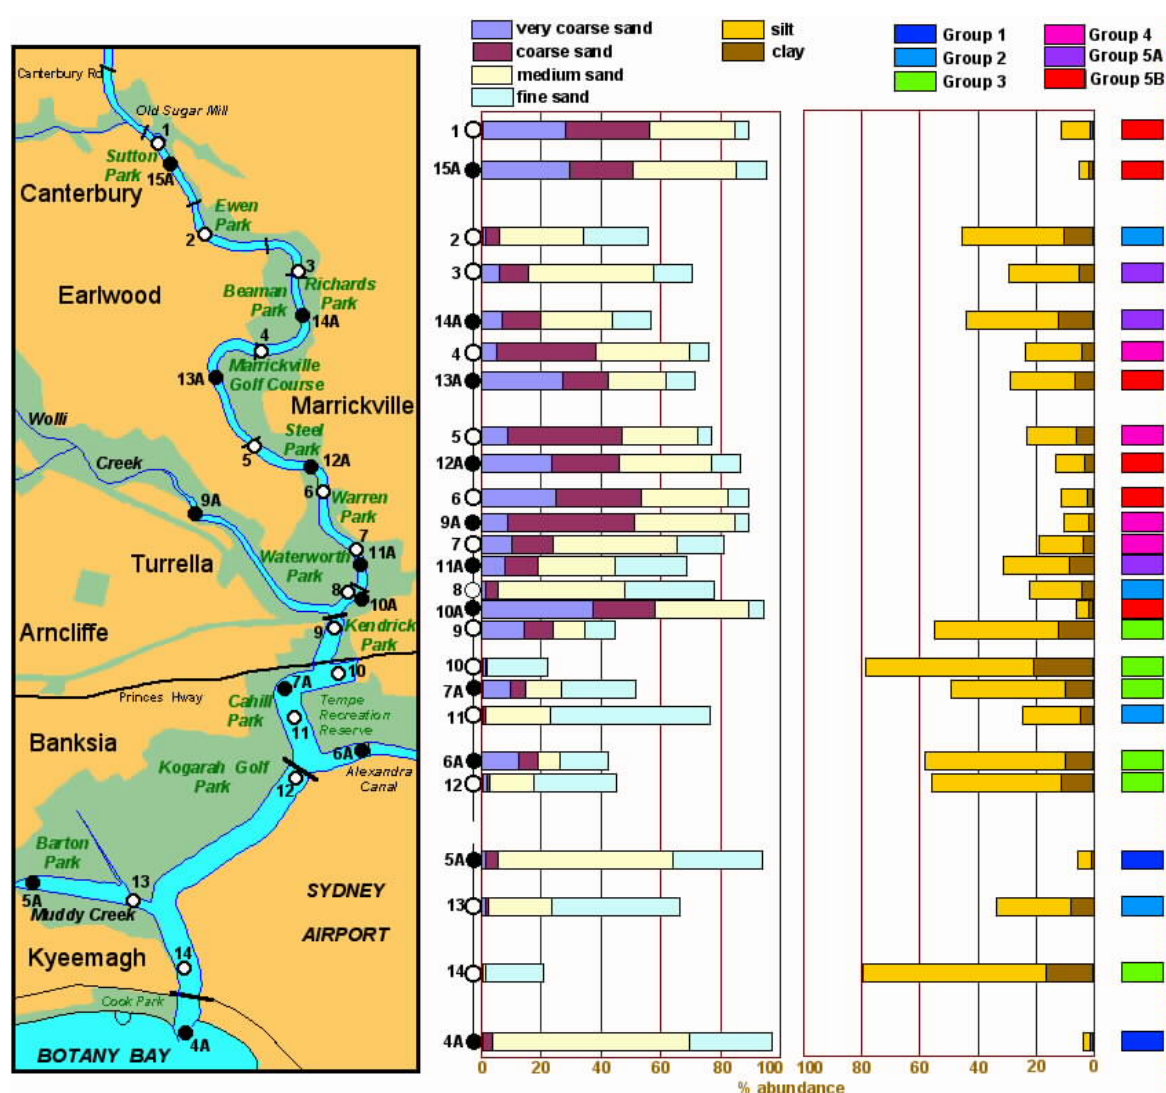 very coarse sand
coarse sand
medium sand
fine sand
silt
clay
Group 1
Group 2
Group 3
Group 4
Group 5A
Group 5B
Canterbury Rd
Old Sugar Mill
1
Sutton
Park
15A
Canterbury
Ewen
Park
2
3
Richards
Park
Earlwood
Beaman
Park
14A
4
Marrickville
Golf Course
13A
Marrickville
Wolli
Creek
Steel
Park
5
12A
6
Warren
Park
9A
7
11A
Turrella
Waterworth
Park
8
10A
Arncliffe
9
Kendrick
Park
10
Princes Hway
7A
Cahill
Park
Tempe
Recreation
Reserve
11
Banksia
6A
Kogarah Golf
Park
Alexandra
Canal
12
Barton
Park
13
5A
Muddy Creek
SYDNEY
AIRPORT
14
Kyeemagh
Cook Park
4A
BOTANY BAY
1
15A
2
3
14A
4
13A
5
12A
6
9A
7
11A
8
10A
9
10
7A
11
6A
12
5A
13
14
4A
0 20 40 60 80 100
100 80 60 40 20 0
% abundance